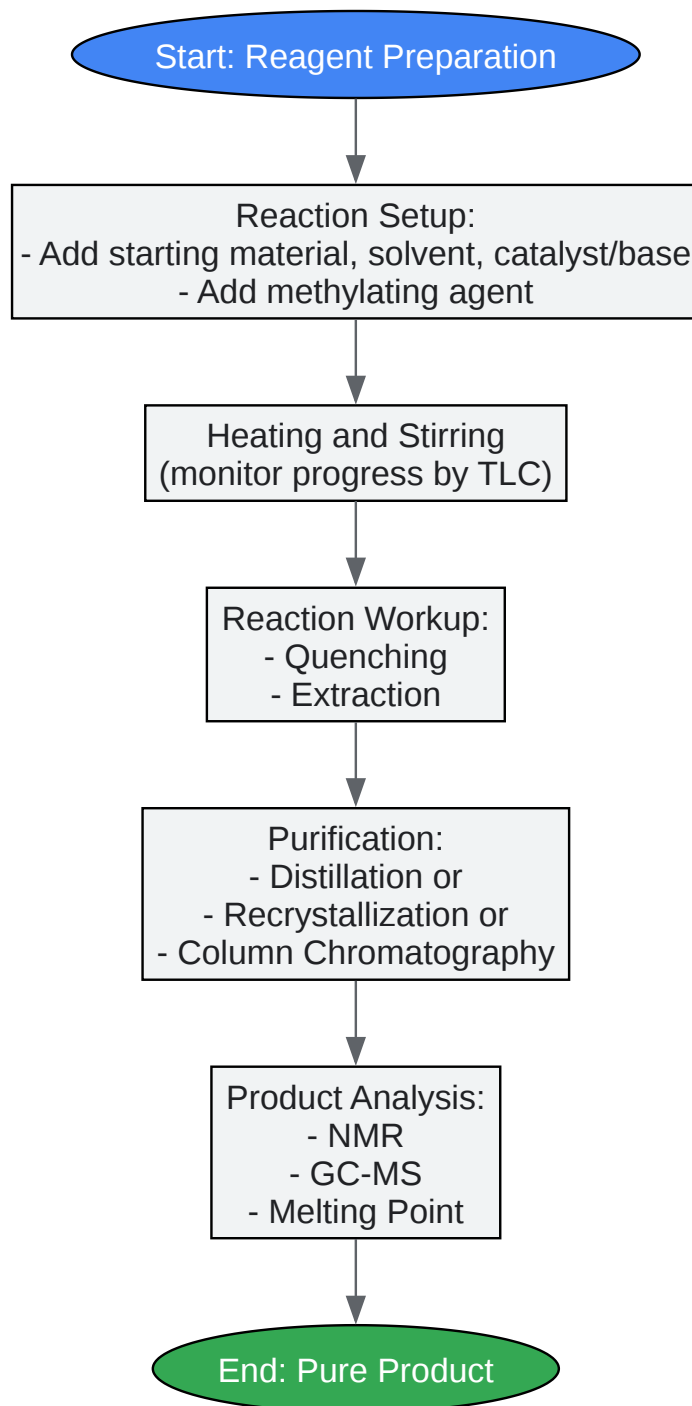 Start: Reagent Preparation
Reaction Setup:
- Add starting material, solvent, catalyst/base
- Add methylating agent
Heating and Stirring
(monitor progress by TLC)
Reaction Workup:
- Quenching
- Extraction
Purification:
- Distillation or
- Recrystallization or
- Column Chromatography
Product Analysis:
- NMR
- GC-MS
- Melting Point
End: Pure Product